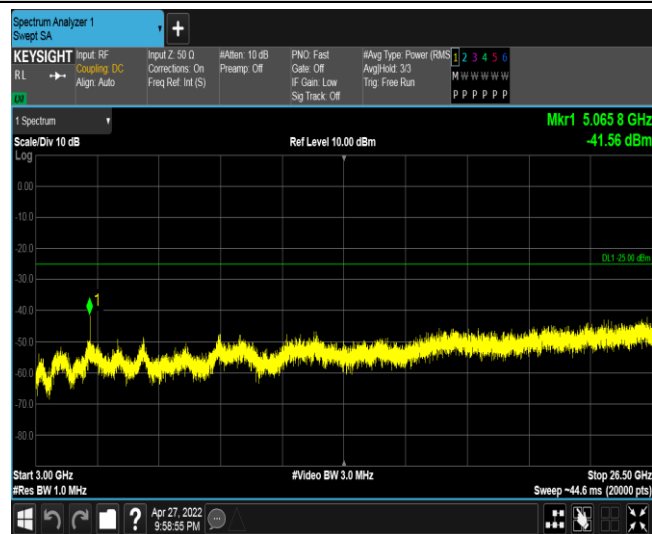 Spectrum Analyzer 1
Swept SA
+
KEYSIGHT Input: RF Input Z: 50 Ω #Atten: 10 dB PNO: Fast #Avg Type: Power (RMS 1 2 3 4 5 6
RL Coupling: DC Corrections: On Preamp: Off Gate: Off Avg|Hold: 3/3 M W W W W W
Align: Auto Freq Ref: Int (S) IF Gain: Low Trig: Free Run
Sig Track: Off P P P P P P
1 Spectrum Mkr1 5.065 8 GHz
Scale/Div 10 dB Ref Level 10.00 dBm -41.56 dBm
Log
0.00
-10.0
-20.0
DL1 -25.00 dBm
-30.0
1
-40.0
-50.0
-60.0
-70.0
-80.0
Start 3.00 GHz #Video BW 3.0 MHz Stop 26.50 GHz
#Res BW 1.0 MHz Sweep ~44.6 ms (20000 pts)
? Apr 27, 2022
9:58:55 PM